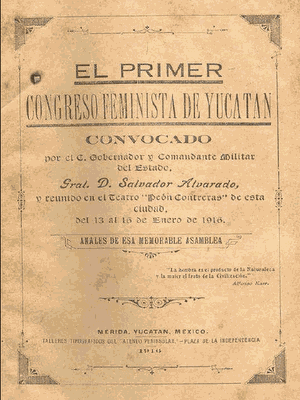 EL PRIMER
CONGRESO FEMINISTA DE YUCATAN
CONVOCADO
por el C. Gobernador y Comandante Militar
del Estado,
Gral. D. Salvador Alvarado,
y reunido en el Teatro "Peón Contreras" de esta
ciudad,
del 13 al 16 de Enero de 1916.
ANALES DE ESA MEMORABLE ASAMBLEA
"La hombre es el producto de la Naturaleza
y la mujer el fruto de la Civilización."
Alfonso Karr.
MERIDA, YUCATAN, MEXICO.
TALLERES TIPOGRAFICOS DEL "ATENEO PENINSULAR."—PLAZA DE LA INDEPENDENCIA
1916